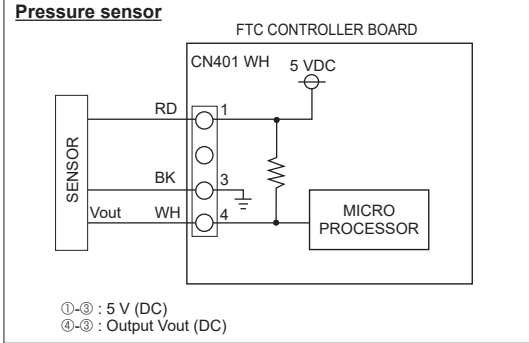 Pressure sensor
FTC CONTROLLER BOARD
CN401 WH
5 VDC
RD
1
SENSOR
BK
3
Vout
WH
4
MICRO
PROCESSOR
①-③ : 5 V (DC)
④-③ : Output Vout (DC)